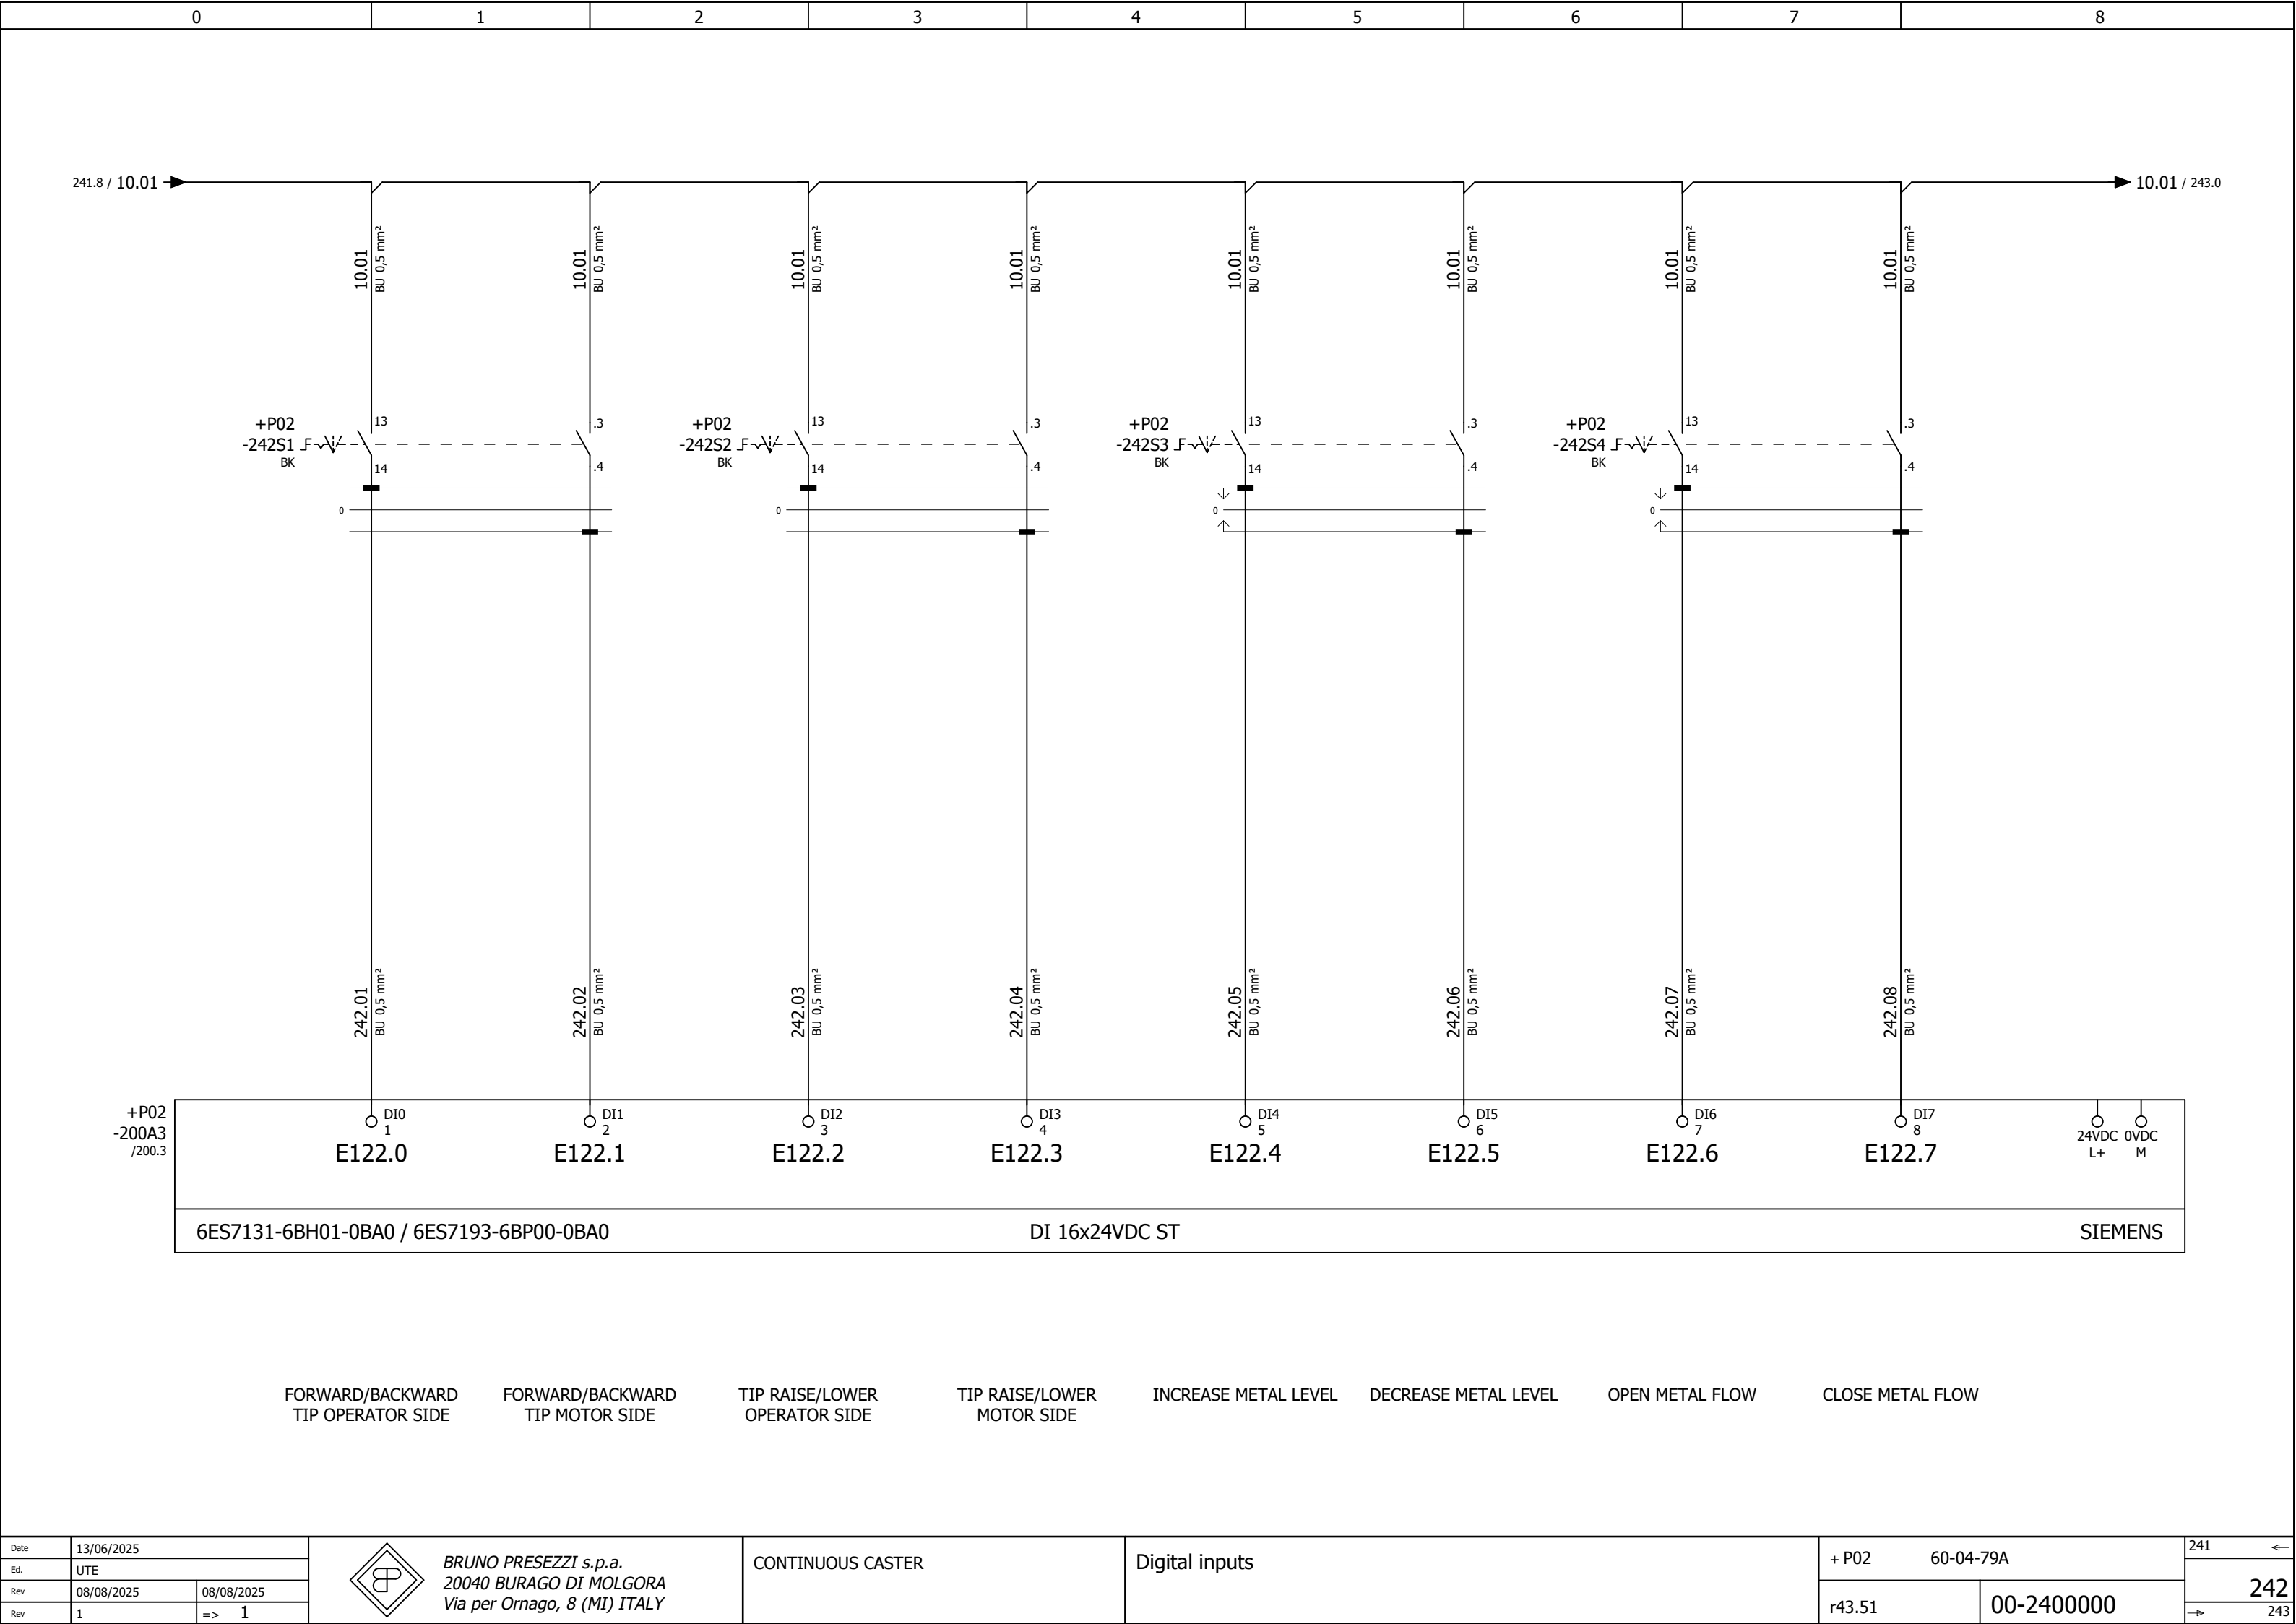 0 1 2 3 4 5 6 7 8
241.8 / 10.01
10.01 / 243.0
10.01 BU 0,5 mm²
10.01 BU 0,5 mm²
10.01 BU 0,5 mm²
10.01 BU 0,5 mm²
10.01 BU 0,5 mm²
10.01 BU 0,5 mm²
10.01 BU 0,5 mm²
10.01 BU 0,5 mm²
+P02
-242S1
BK
13
14
.3
.4
0
+P02
-242S2
BK
13
14
.3
.4
0
+P02
-242S3
BK
13
14
.3
.4
0
+P02
-242S4
BK
13
14
.3
.4
0
242.01 BU 0,5 mm²
242.02 BU 0,5 mm²
242.03 BU 0,5 mm²
242.04 BU 0,5 mm²
242.05 BU 0,5 mm²
242.06 BU 0,5 mm²
242.07 BU 0,5 mm²
242.08 BU 0,5 mm²
+P02
-200A3
/200.3
DI0
1
E122.0
DI1
2
E122.1
DI2
3
E122.2
DI3
4
E122.3
DI4
5
E122.4
DI5
6
E122.5
DI6
7
E122.6
DI7
8
E122.7
24VDC 0VDC
L+ M
6ES7131-6BH01-0BA0 / 6ES7193-6BP00-0BA0 DI 16x24VDC ST SIEMENS
FORWARD/BACKWARD
TIP OPERATOR SIDE
FORWARD/BACKWARD
TIP MOTOR SIDE
TIP RAISE/LOWER
OPERATOR SIDE
TIP RAISE/LOWER
MOTOR SIDE
INCREASE METAL LEVEL
DECREASE METAL LEVEL
OPEN METAL FLOW
CLOSE METAL FLOW
Date 13/06/2025
Ed. UTE
Rev 08/08/2025 08/08/2025
Rev 1 => 1
BRUNO PRESEZZI s.p.a.
20040 BURAGO DI MOLGORA
Via per Ornago, 8 (MI) ITALY
CONTINUOUS CASTER
Digital inputs
+ P02 60-04-79A
r43.51 00-2400000
241
242
243